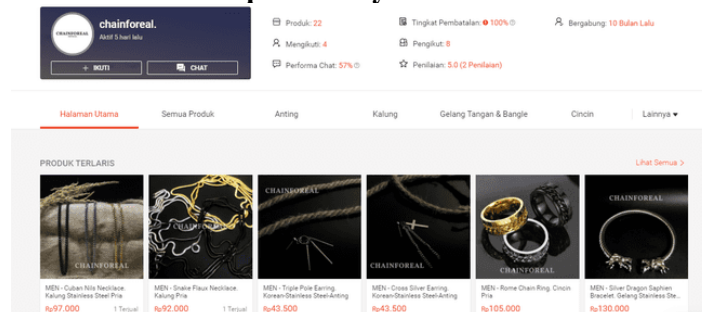 chainforeal.
Aktif 5 hari lalu
+ IKUTI
CHAT
Produk: 22
Mengikuti: 4
Performa Chat: 57%
Tingkat Pembatalan: 100%
Pengikut: 8
Penilaian: 5.0 (2 Penilaian)
Bergabung: 10 Bulan Lalu
Halaman Utama
Semua Produk
Anting
Kalung
Gelang Tangan & Bangle
Cincin
Lainnya
PRODUK TERLARIS
Lihat Semua >
CHAINFOREAL
MEN - Cuban Nils Necklace.
Kalung Stainless Steel Pria
Rp97.000
1 Terjual
CHAINFOREAL
MEN - Snake Flaux Necklace.
Kalung Pria
Rp92.000
1 Terjual
CHAINFOREAL
MEN - Triple Pole Earring.
Korean-Stainless Steel-Anting
Rp43.500
CHAINFOREAL
MEN - Cross Silver Earring.
Korean-Stainless Steel-Anting
Rp43.500
CHAINFOREAL
MEN - Rome Chain Ring. Cincin
Pria
Rp105.000
CHAINFOREAL
MEN - Silver Dragon Saphien
Bracelet. Gelang Stainless Ste...
Rp130.000